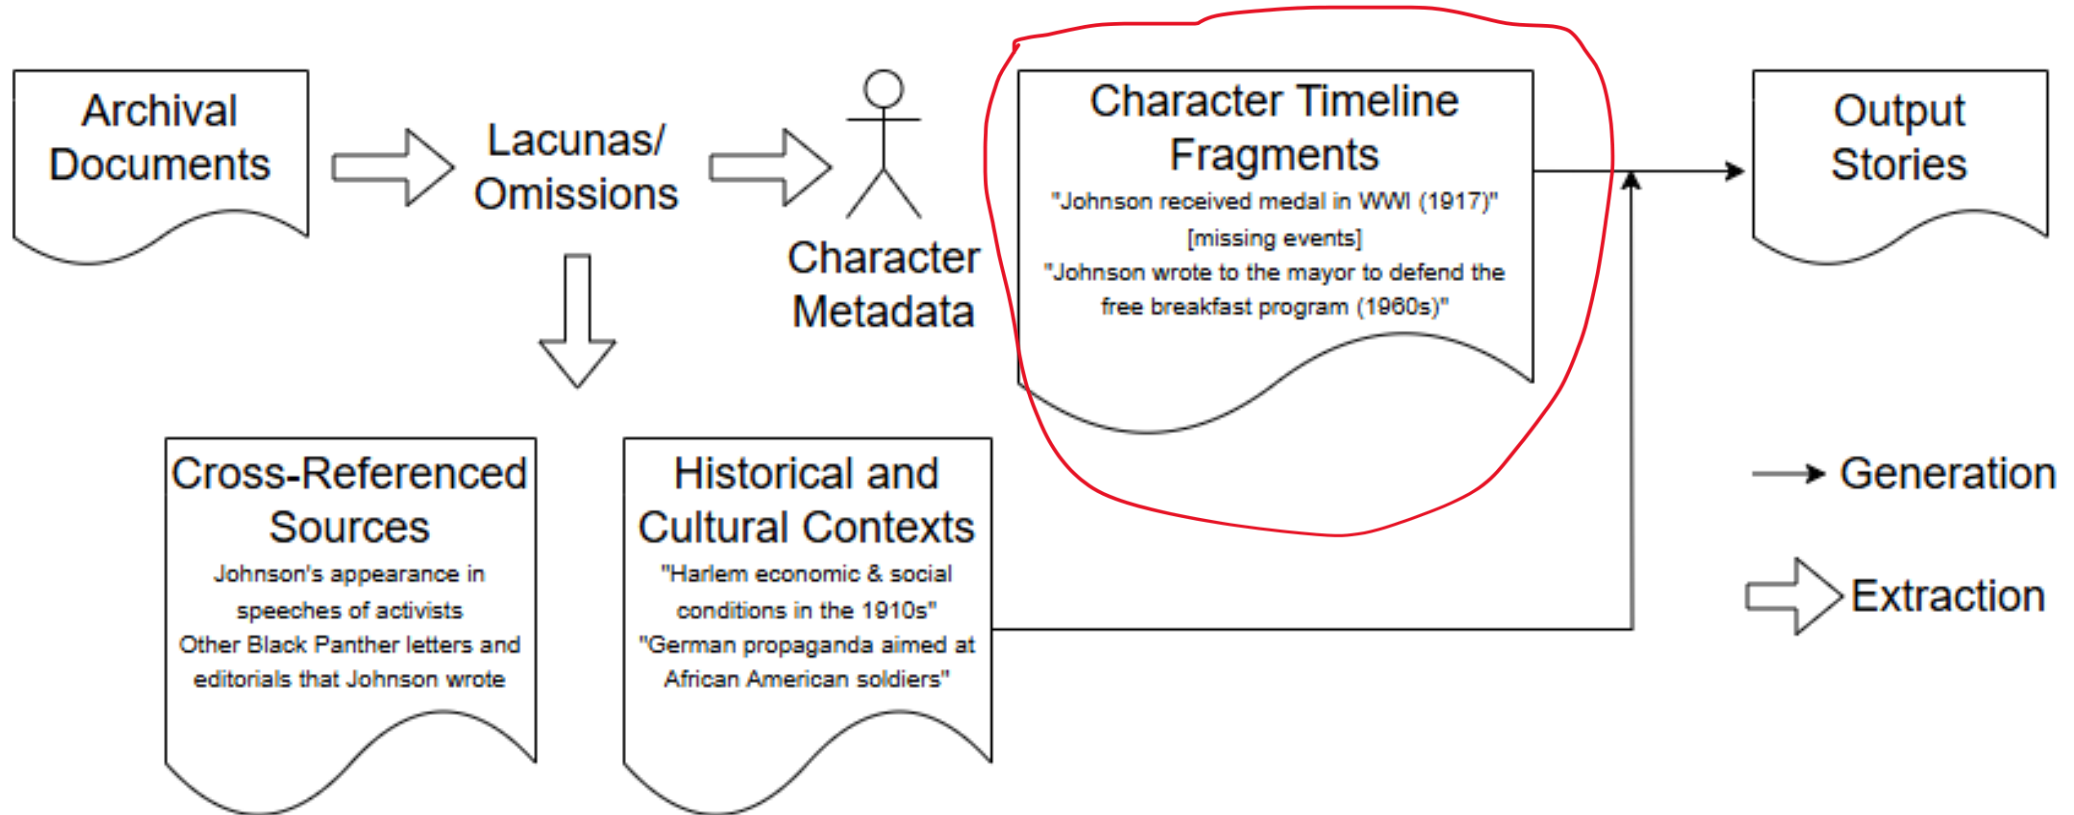 Archival
Documents
Lacunas/
Omissions
Character
Metadata
Character Timeline
Fragments
"Johnson received medal in WWI (1917)"
[missing events]
"Johnson wrote to the mayor to defend the
free breakfast program (1960s)"
Output
Stories
Cross-Referenced
Sources
Johnson's appearance in
speeches of activists
Other Black Panther letters and
editorials that Johnson wrote
Historical and
Cultural Contexts
"Harlem economic & social
conditions in the 1910s"
"German propaganda aimed at
African American soldiers"
Generation
Extraction